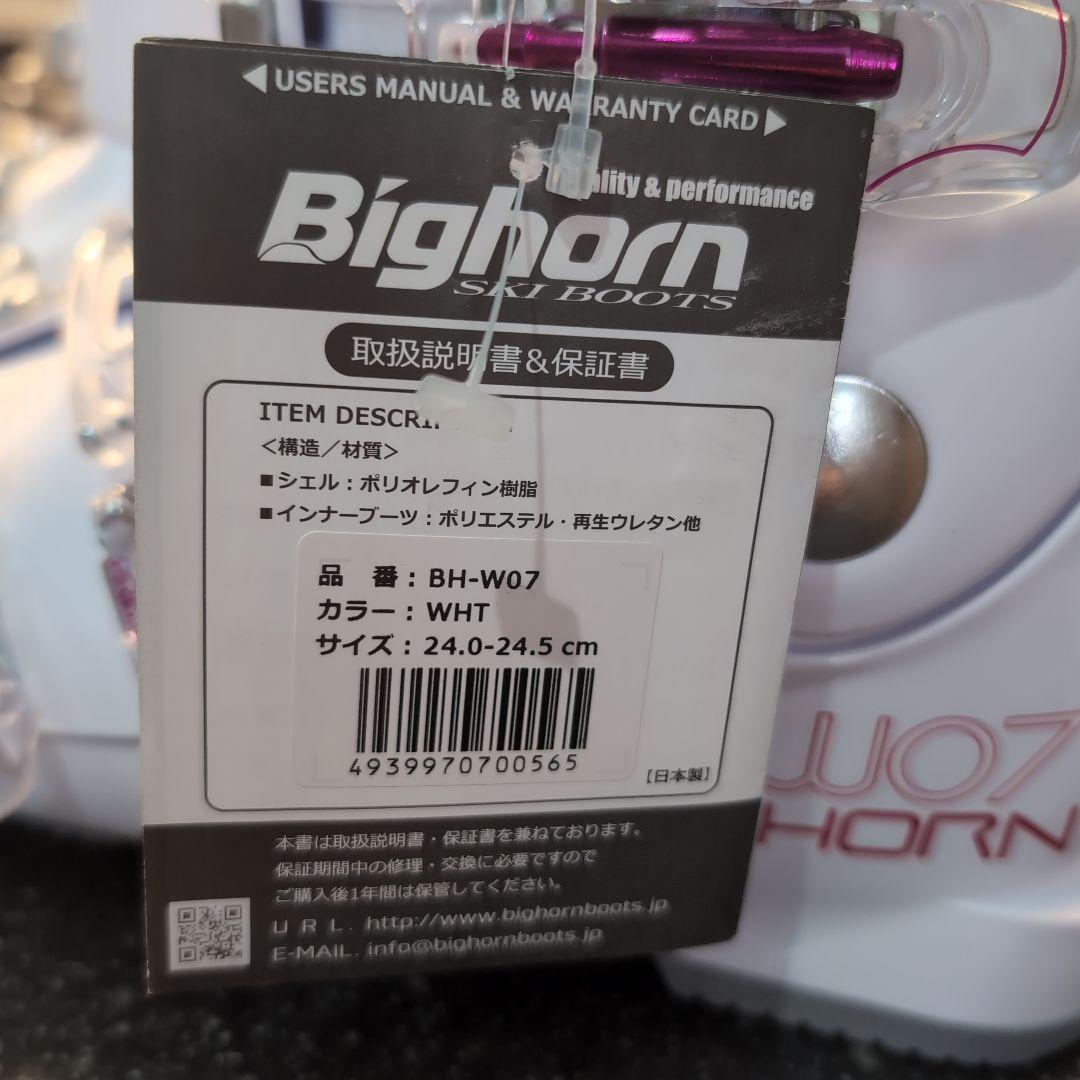 ◀USERS MANUAL & WARRANTY CARD▶
ality & performance
Bighorn
SKI BOOTS
取扱説明書&保証書
ITEM DESCRI
＜構造／材質＞
■シェル：ポリオレフィン樹脂
■インナーブーツ：ポリエステル・再生ウレタン他
品 番：BH-W07
カラー：WHT
サイズ：24.0-24.5 cm
4939970700565
【日本製】
本書は取扱説明書・保証書を兼ねております。
保証期間中の修理・交換に必要ですので
ご購入後1年間は保管してください。
U R L. http://www.bighornboots.jp
E-MAIL. info@bighornboots.jp
W07
HORN